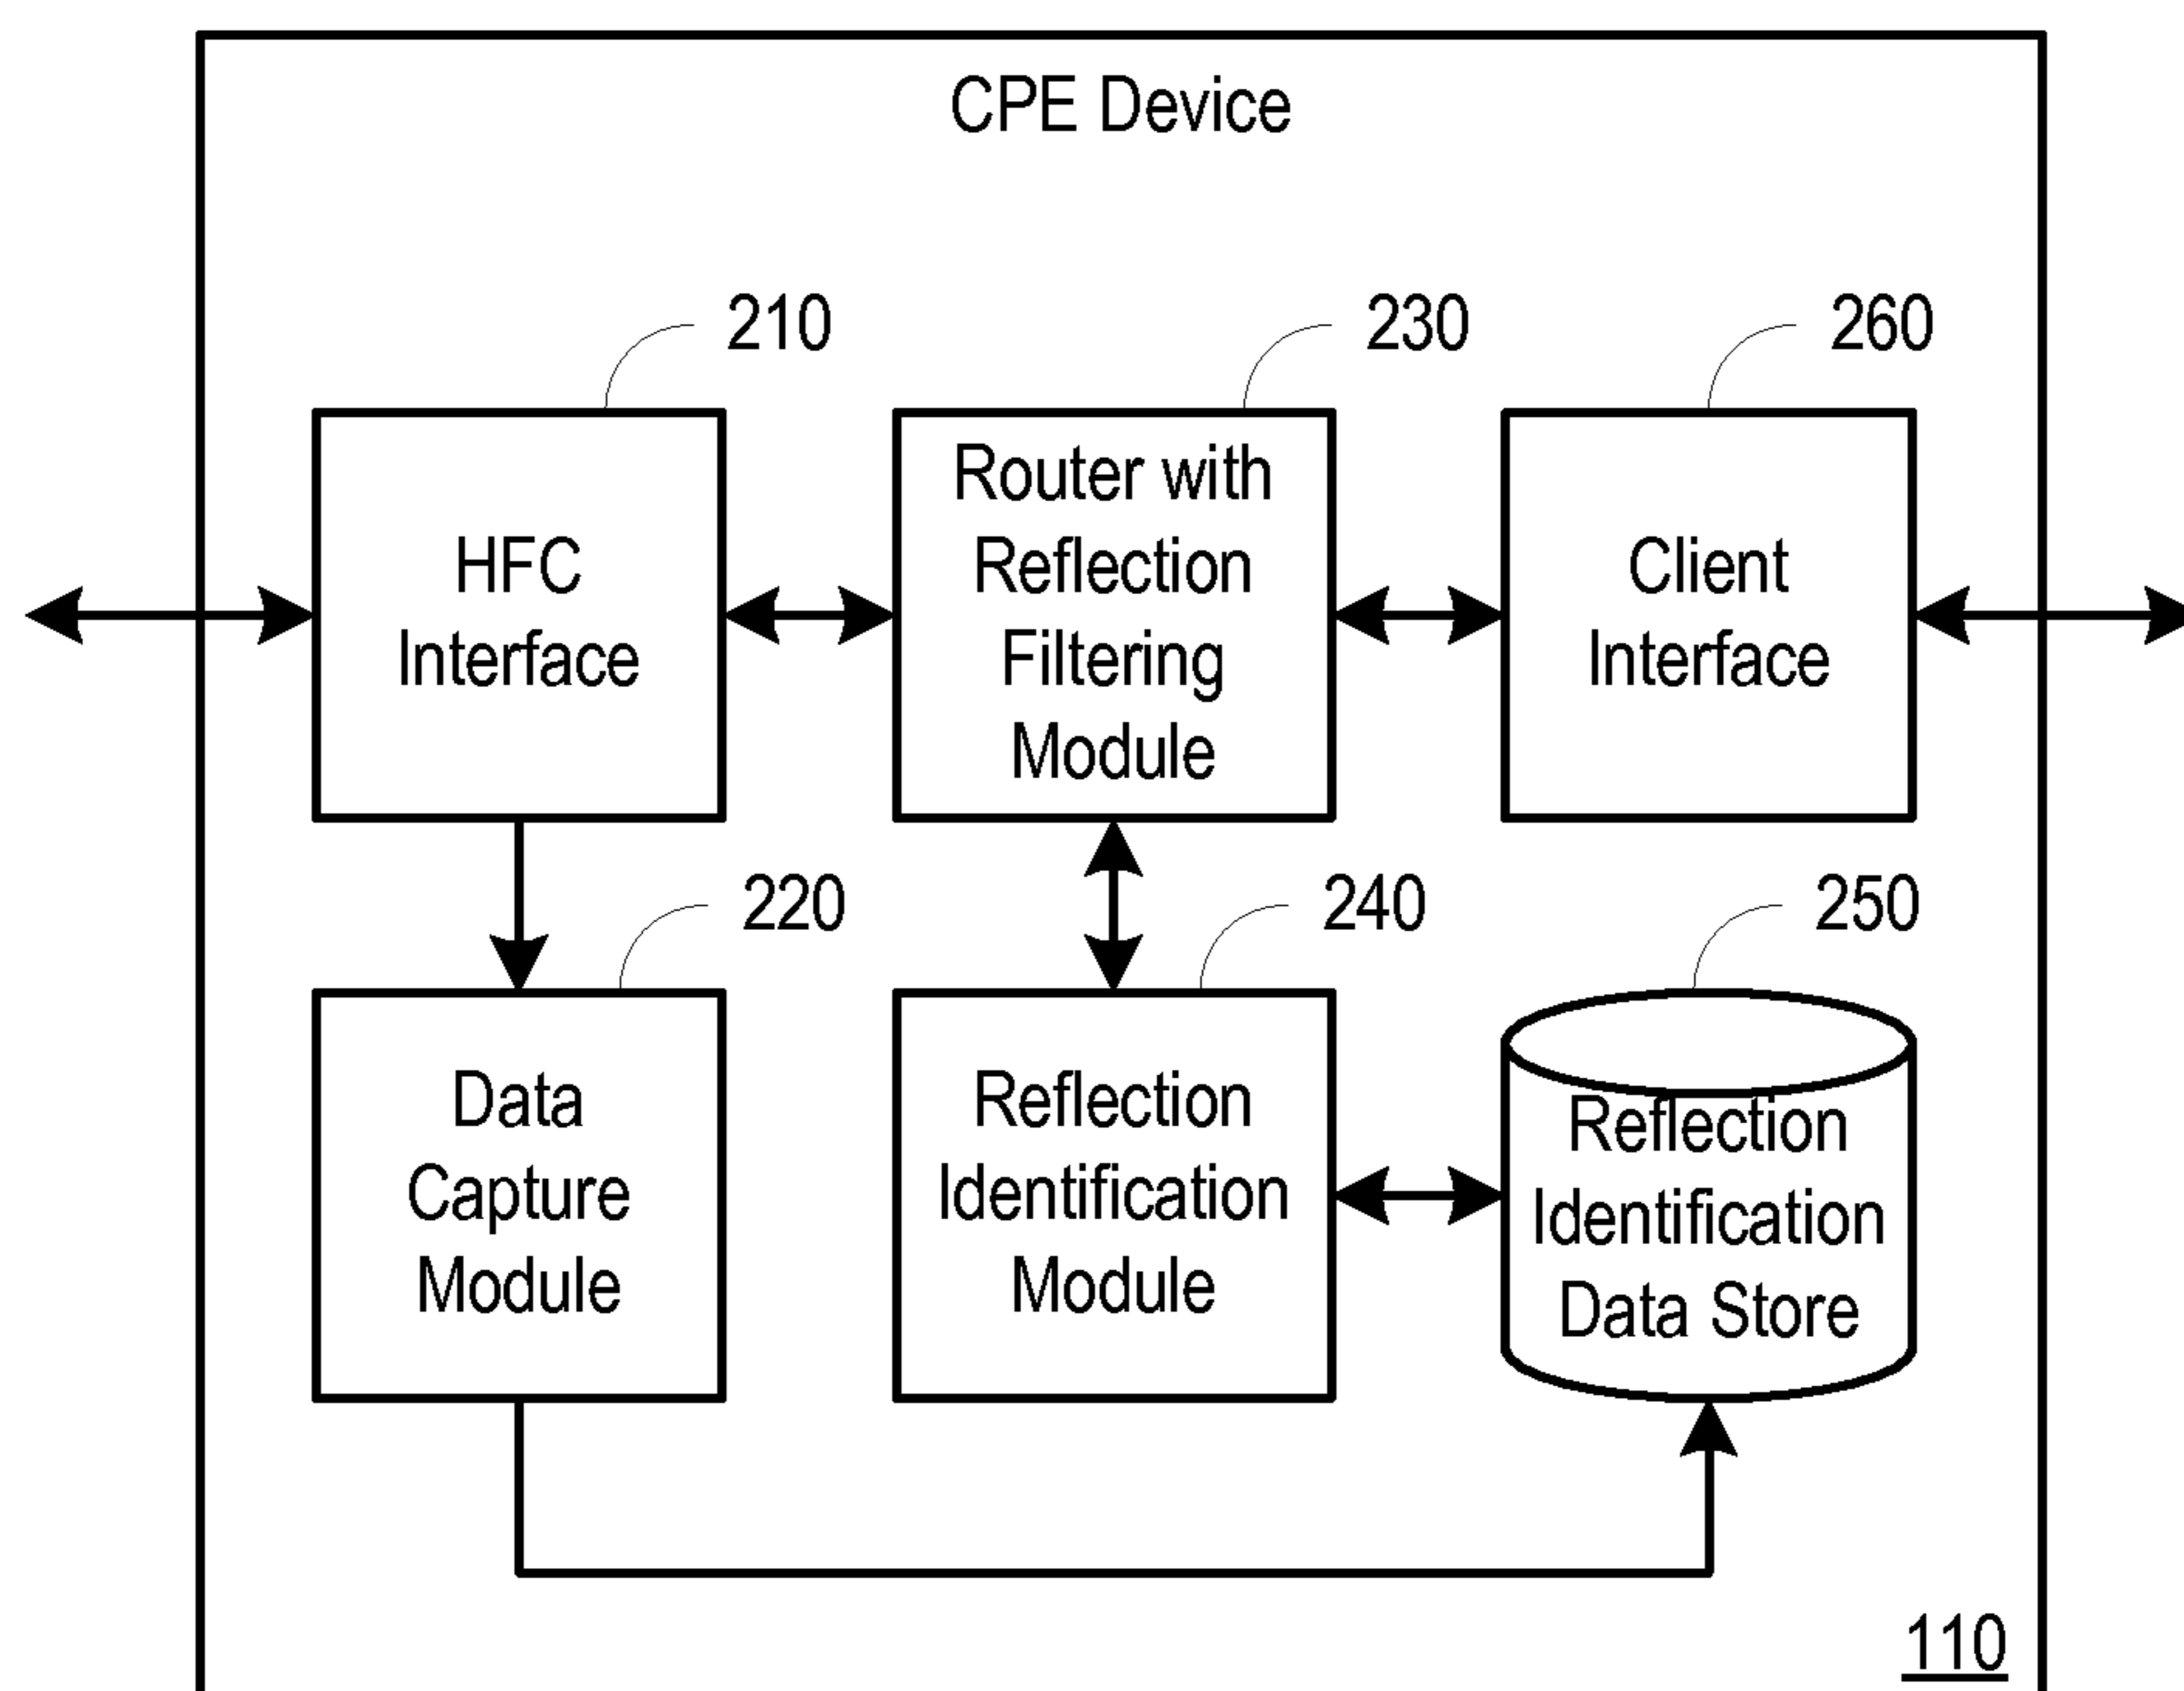 CPE Device
210
230
260
HFC
Interface
Router with
Reflection
Filtering
Module
Client
Interface
220
240
250
Data
Capture
Module
Reflection
Identification
Module
Reflection
Identification
Data Store
110